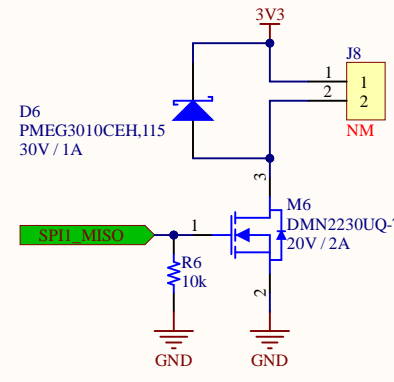 3V3
J8
1
2
1
2
NM
D6
PMEG3010CEH,115
30V / 1A
3
M6
DMN2230UQ-
20V / 2A
SPI1_MISO
1
R6
10k
2
GND
GND